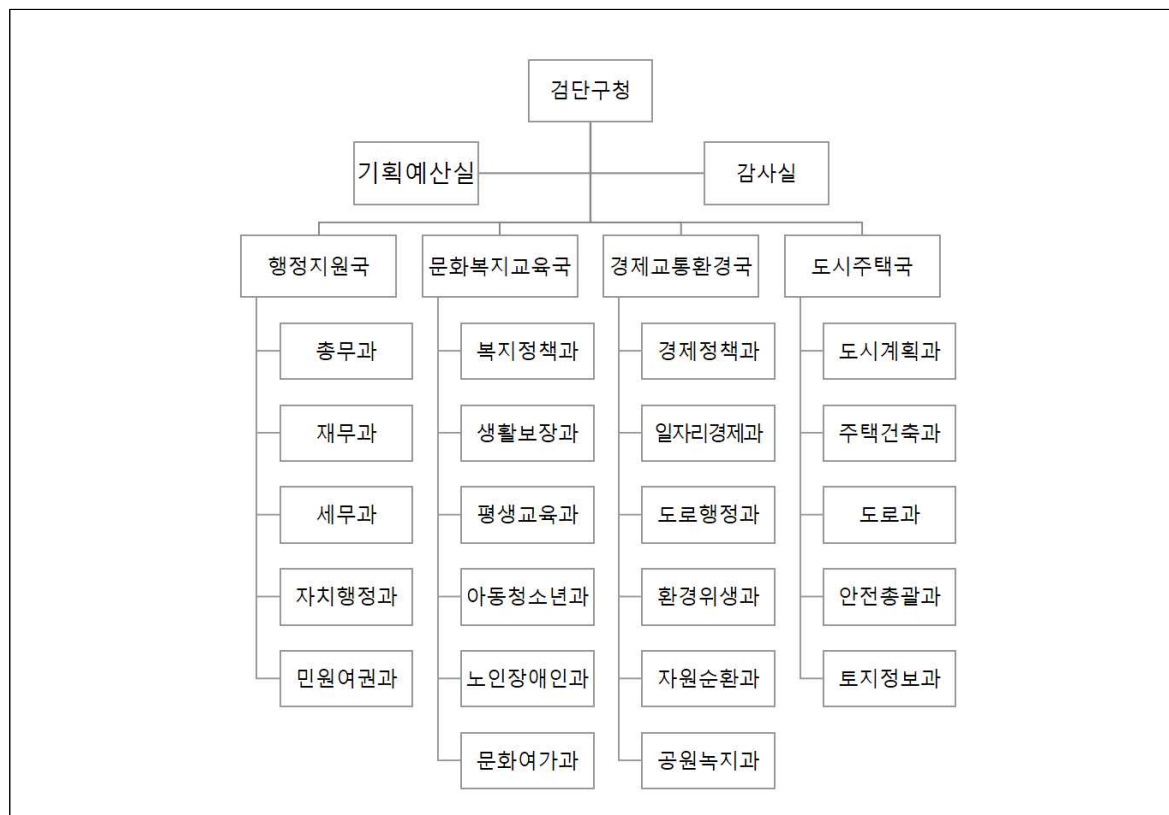 검단구청
기획예산실
감사실
행정지원국
문화복지교육국
경제교통환경국
도시주택국
총무과
복지정책과
경제정책과
도시계획과
재무과
생활보장과
일자리경제과
주택건축과
세무과
평생교육과
도로행정과
도로과
자치행정과
아동청소년과
환경위생과
안전총괄과
민원여권과
노인장애인과
자원순환과
토지정보과
문화여가과
공원녹지과